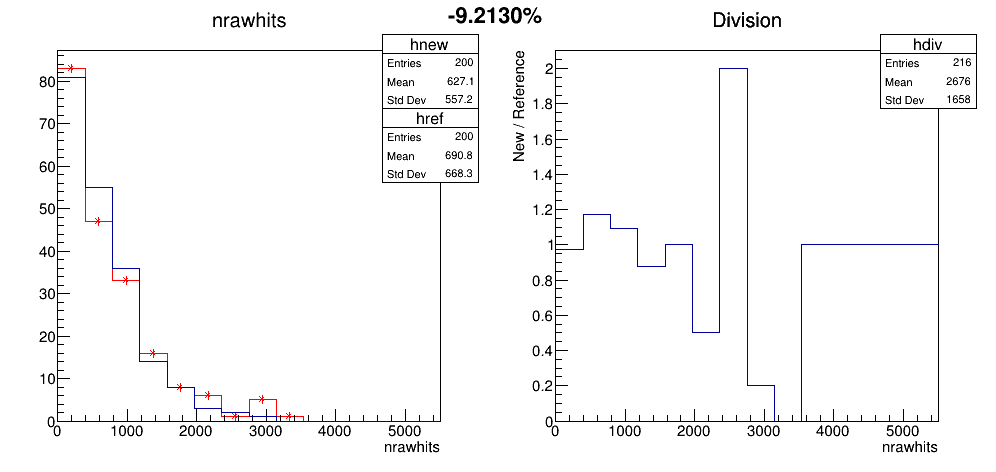 -9.2130%
nrawhits
hnew
Entries 200
Mean 627.1
Std Dev 557.2
href
Entries 200
Mean 690.8
Std Dev 668.3
80
70
60
50
40
30
20
10
0
0 1000 2000 3000 4000 5000
nrawhits
Division
hdiv
Entries 216
Mean 2676
Std Dev 1658
New / Reference
2
1.8
1.6
1.4
1.2
1
0.8
0.6
0.4
0.2
0
0 1000 2000 3000 4000 5000
nrawhits